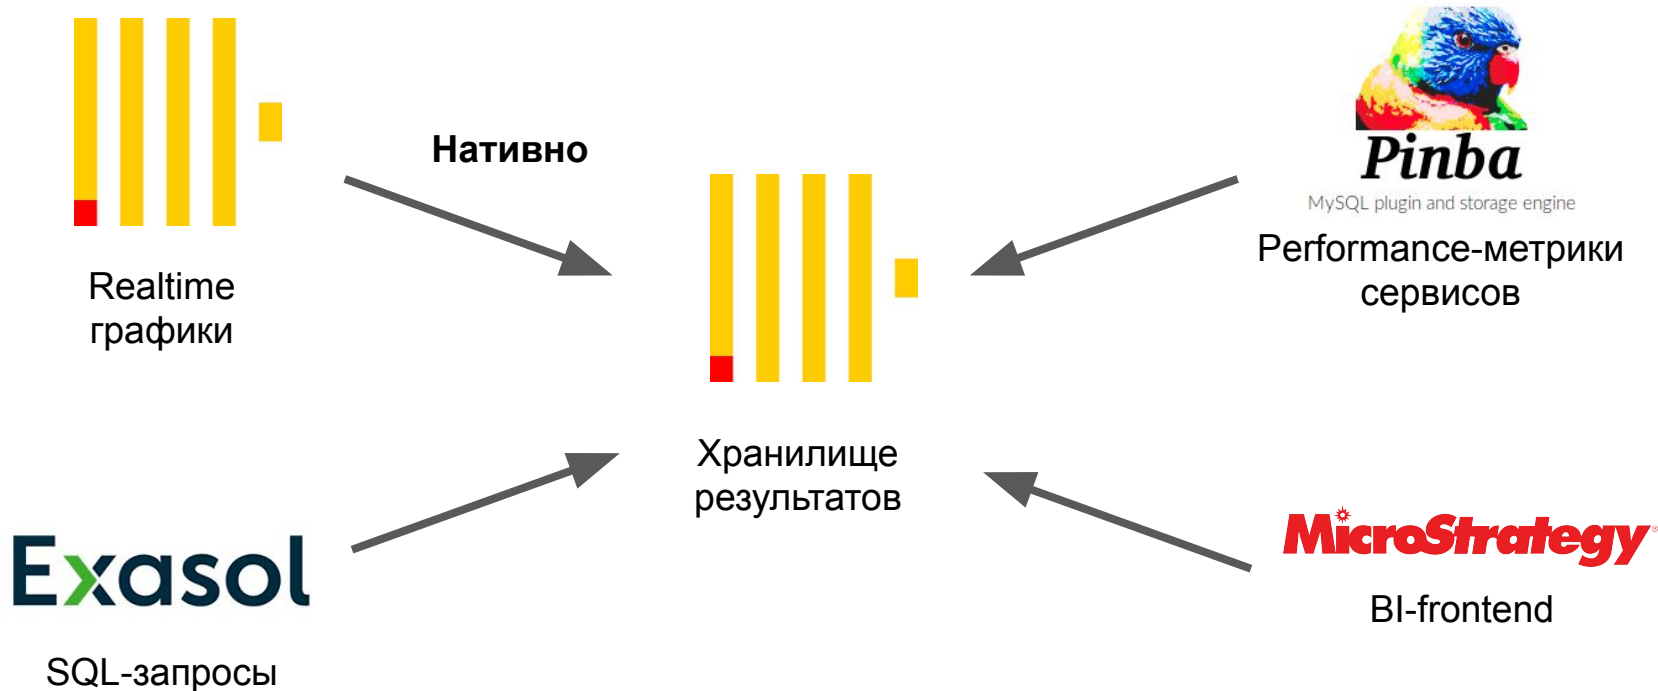 Нативно
Realtime
графики
Pinba
MySQL plugin and storage engine
Performance-метрики
сервисов
Хранилище
результатов
Exasol
SQL-запросы
MicroStrategy®
BI-frontend